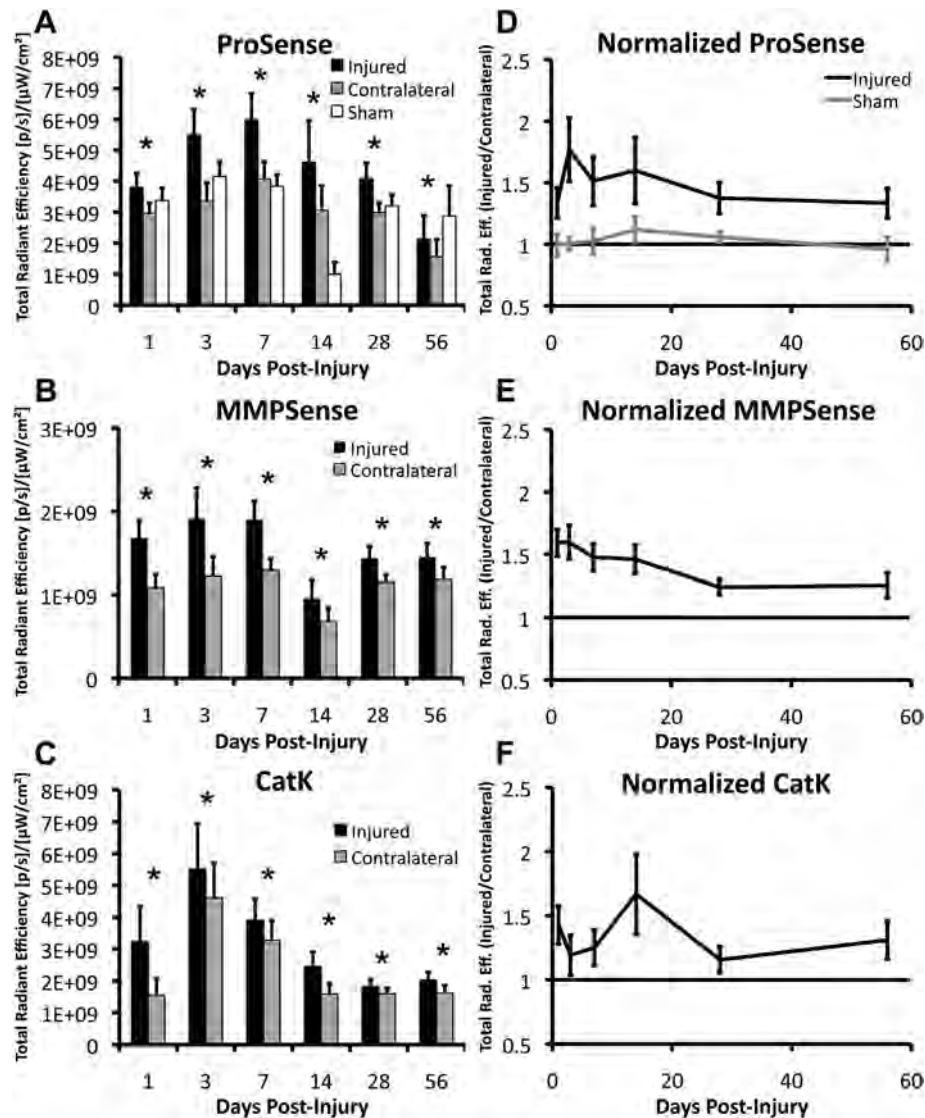 A
ProSense
Total Radiant Efficiency [p/s]/[µW/cm²]
8E+09
7E+09
6E+09
5E+09
4E+09
3E+09
2E+09
1E+09
0
Injured
Contralateral
Sham
*
*
*
*
*
*
1 3 7 14 28 56
Days Post-Injury
D
Normalized ProSense
Total Rad. Eff. (Injured/Contralateral)
2.5
2
1.5
1
0.5
Injured
Sham
0 20 40 60
Days Post-Injury
B
MMPSense
Total Radiant Efficiency [p/s]/[µW/cm²]
3E+09
2E+09
1E+09
0
Injured
Contralateral
*
*
*
*
*
*
1 3 7 14 28 56
Days Post-Injury
E
Normalized MMPSense
Total Rad. Eff. (Injured/Contralateral)
2.5
2
1.5
1
0.5
0 20 40 60
Days Post-Injury
C
CatK
Total Radiant Efficiency [p/s]/[µW/cm²]
8E+09
7E+09
6E+09
5E+09
4E+09
3E+09
2E+09
1E+09
0
Injured
Contralateral
*
*
*
*
*
*
1 3 7 14 28 56
Days Post-Injury
F
Normalized CatK
Total Rad. Eff. (Injured/Contralateral)
2.5
2
1.5
1
0.5
0 20 40 60
Days Post-Injury